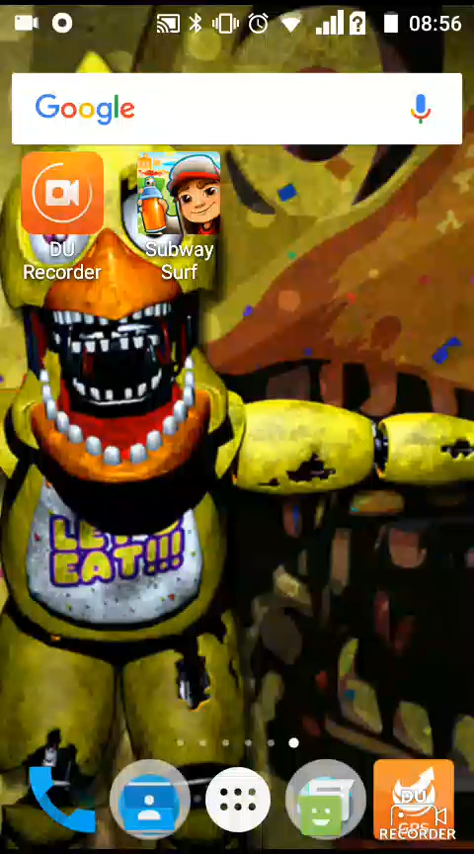 08:56
Google
DU
Recorder
Subway
Surf
LET'S
EAT!!!
DU
RECORDER